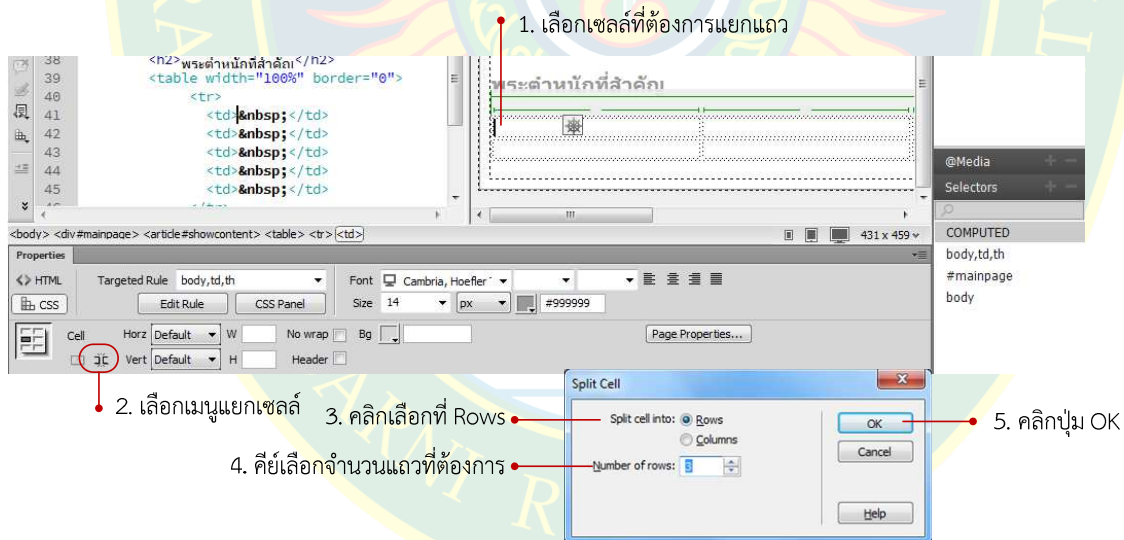 1. เลือกเซลล์ที่ต้องการแยกแถว
38 <h2>พระตำหนักที่สำคัญ</h2>
39 <table width="100%" border="0">
40 <tr>
41 <td>&nbsp;</td>
42 <td>&nbsp;</td>
43 <td>&nbsp;</td>
44 <td>&nbsp;</td>
45 <td>&nbsp;</td>
พระตำหนักที่สำคัญ
@Media
Selectors
COMPUTED
body,td,th
#mainpage
body
<body> <div#mainpage> <article#showcontent> <table> <tr> <td>
431 x 459
Properties
<> HTML Targeted Rule body,td,th Font Cambria, Hoefler
CSS Edit Rule CSS Panel Size 14 px #999999
Cell Horz Default W No wrap Bg Page Properties...
Vert Default H Header
2. เลือกเมนูแยกเซลล์
Split Cell
3. คลิกเลือกที่ Rows
Split cell into: Rows
Columns
OK
5. คลิกปุ่ม OK
4. คีย์เลือกจำนวนแถวที่ต้องการ
Number of rows: 3
Cancel
Help